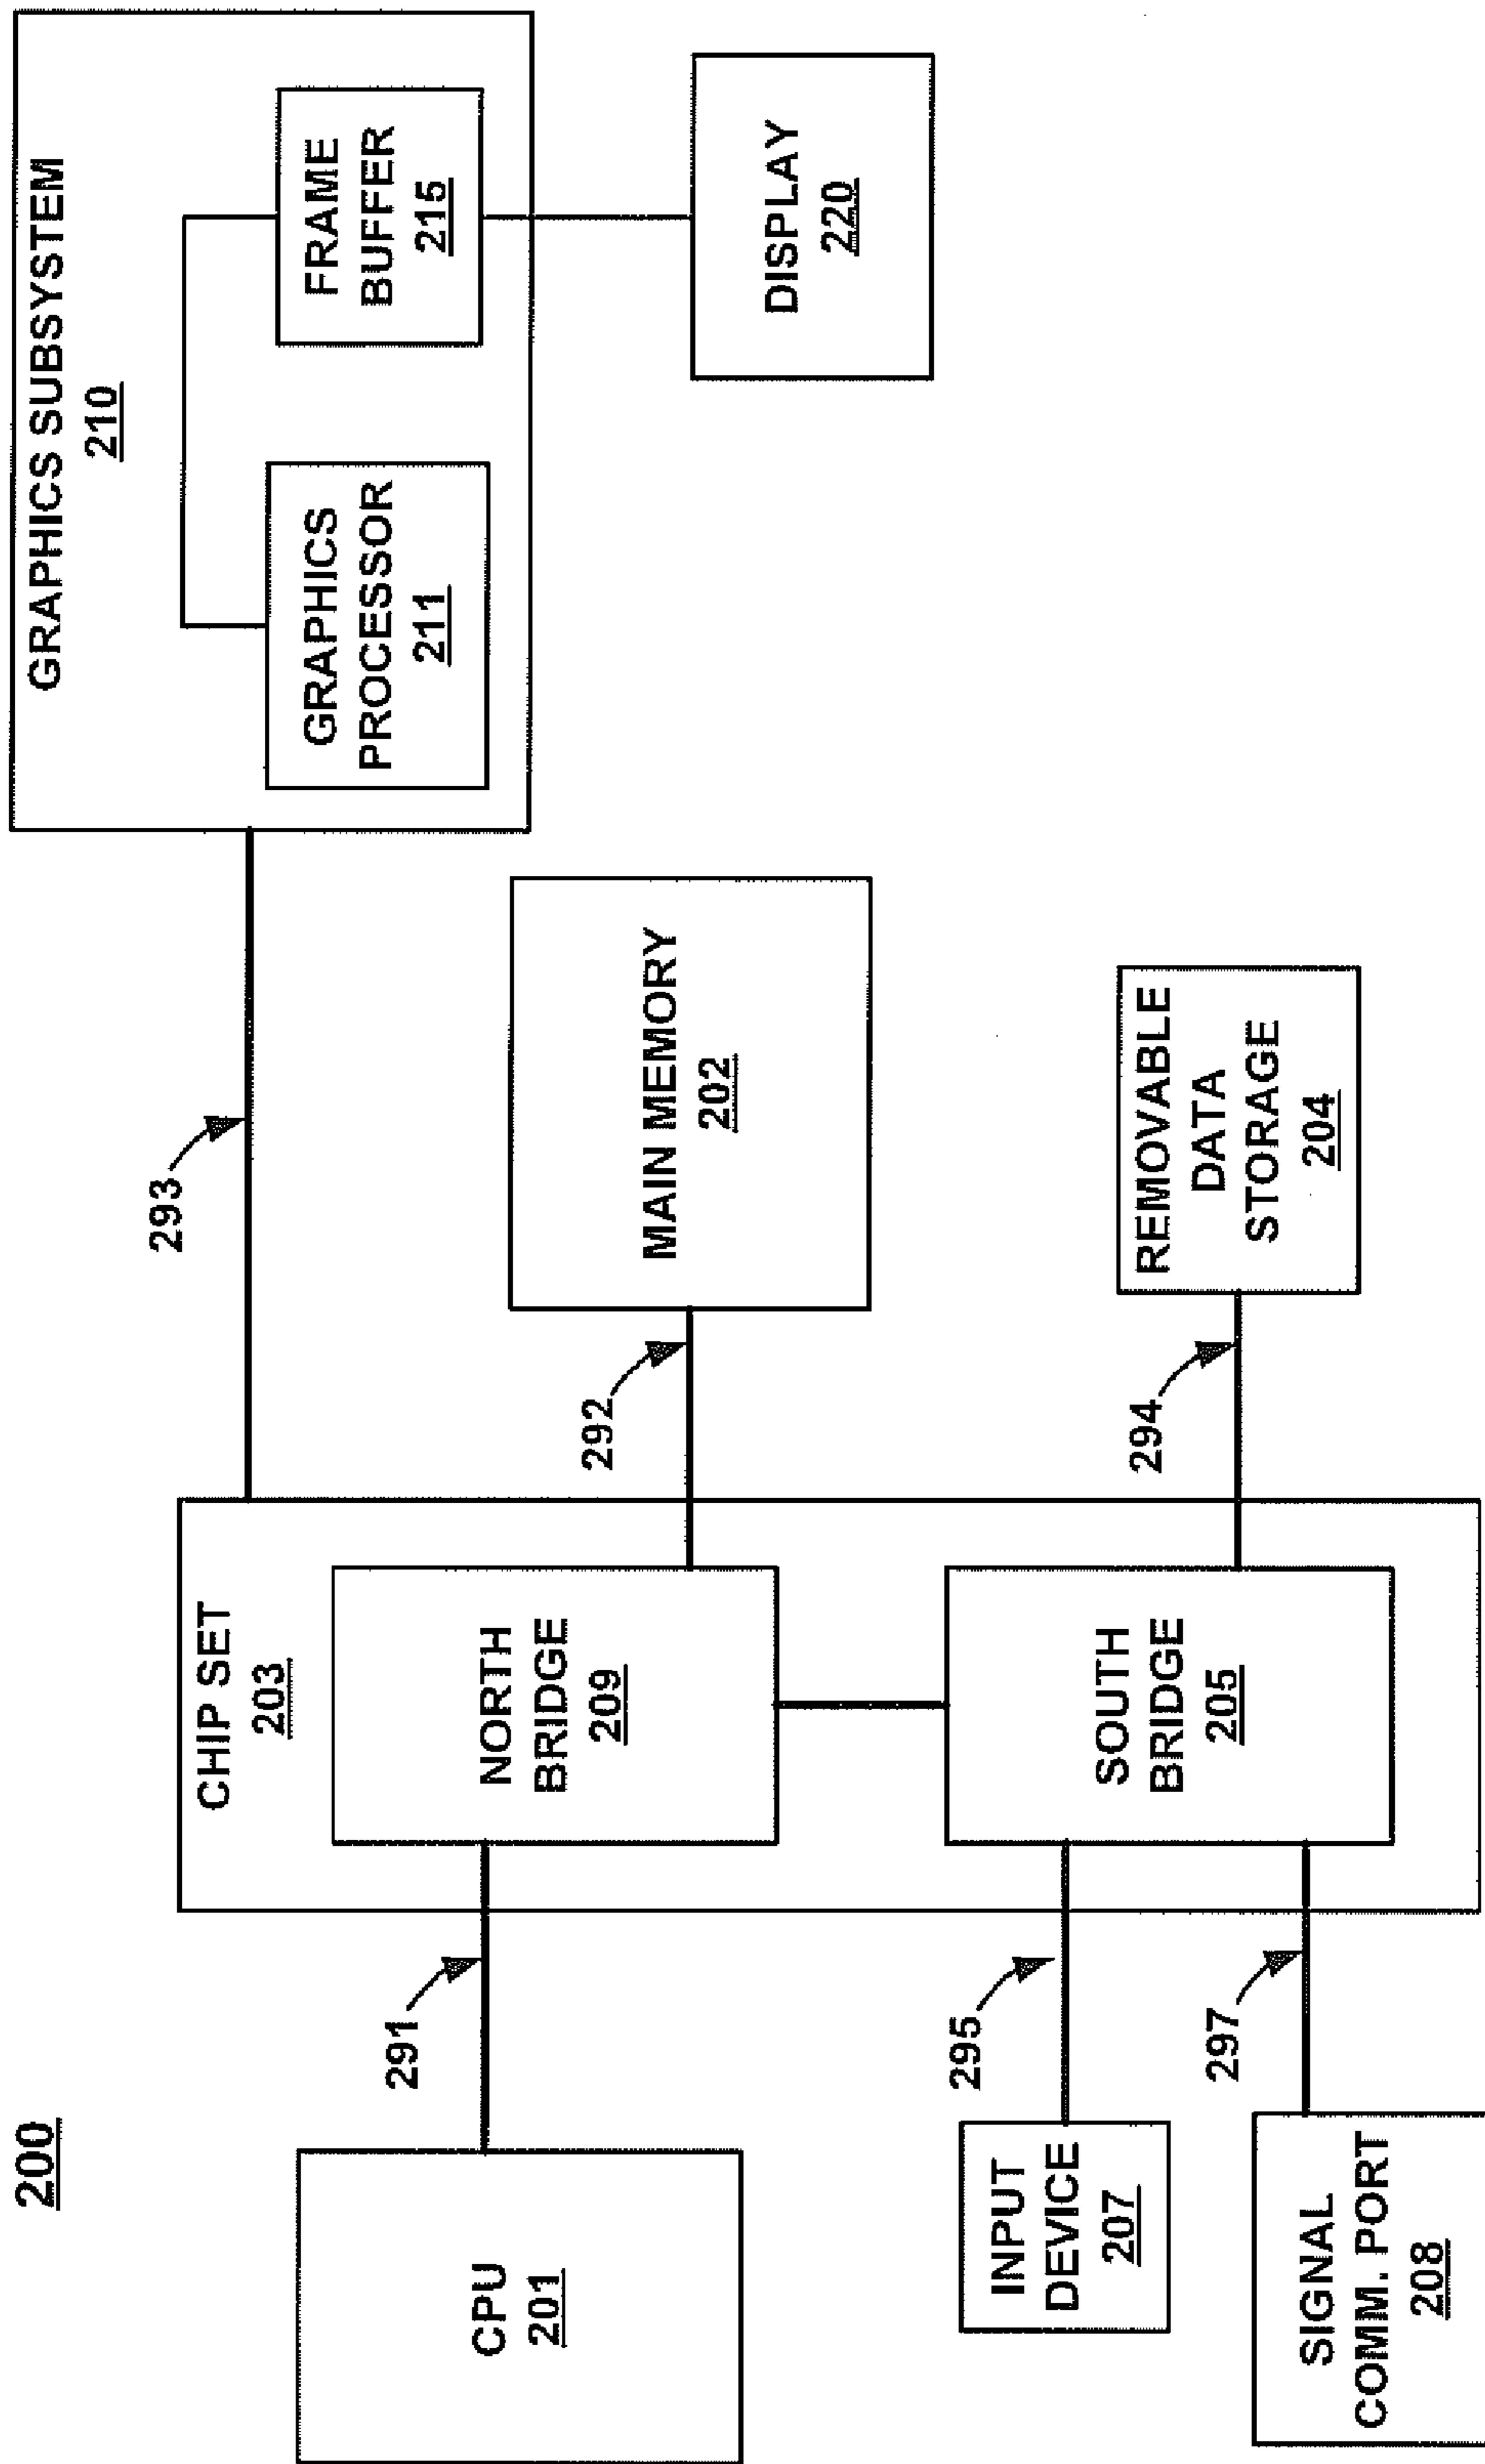 200
CPU
201
291
INPUT
DEVICE
207
295
SIGNAL
COMM. PORT
208
297
CHIP SET
203
NORTH
BRIDGE
209
SOUTH
BRIDGE
205
293
292
MAIN MEMORY
202
294
REMOVABLE
DATA
STORAGE
204
GRAPHICS SUBSYSTEM
210
GRAPHICS
PROCESSOR
211
FRAME
BUFFER
215
DISPLAY
220